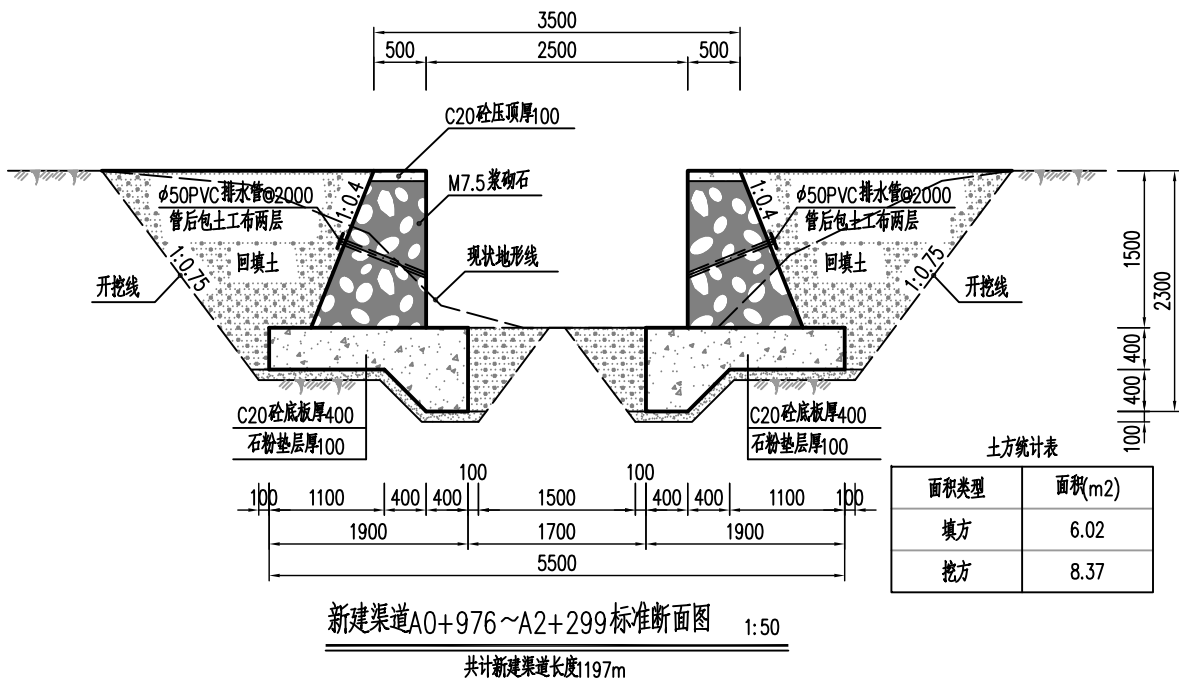 3500
500 2500 500
C20砼压顶厚100
M7.5浆砌石
φ50PVC排水管@2000
管后包土工布两层
1:0.4
1:0.4
φ50PVC排水管@2000
管后包土工布两层
回填土
现状地形线
回填土
1:0.75
1:0.75
开挖线
开挖线
1500
2300
400
400
100
C20砼底板厚400
石粉垫层厚100
C20砼底板厚400
石粉垫层厚100
100 100
100 1100 400 400 1500 400 400 1100 100
1900 1700 1900
5500
土方统计表
面积类型 面积(m2)
填方 6.02
挖方 8.37
新建渠道A0+976～A2+299标准断面图 1:50
共计新建渠道长度1197m